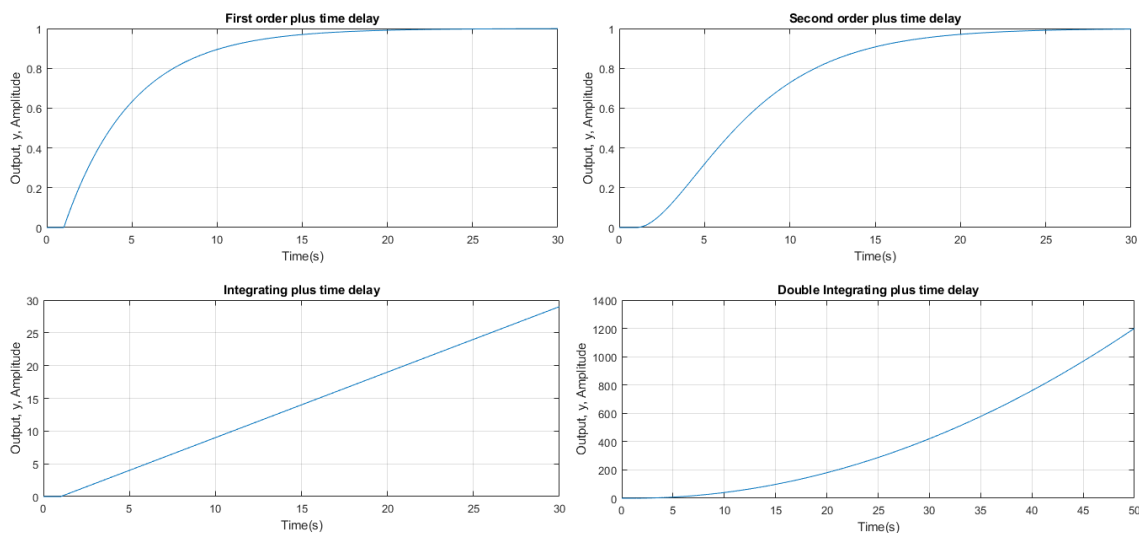 First order plus time delay
Output, y, Amplitude
1
0.8
0.6
0.4
0.2
0
0 5 10 15 20 25 30
Time(s)
Second order plus time delay
Output, y, Amplitude
1
0.8
0.6
0.4
0.2
0
0 5 10 15 20 25 30
Time(s)
Integrating plus time delay
Output, y, Amplitude
30
25
20
15
10
5
0
0 5 10 15 20 25 30
Time(s)
Double Integrating plus time delay
Output, y, Amplitude
1400
1200
1000
800
600
400
200
0
0 5 10 15 20 25 30 35 40 45 50
Time(s)